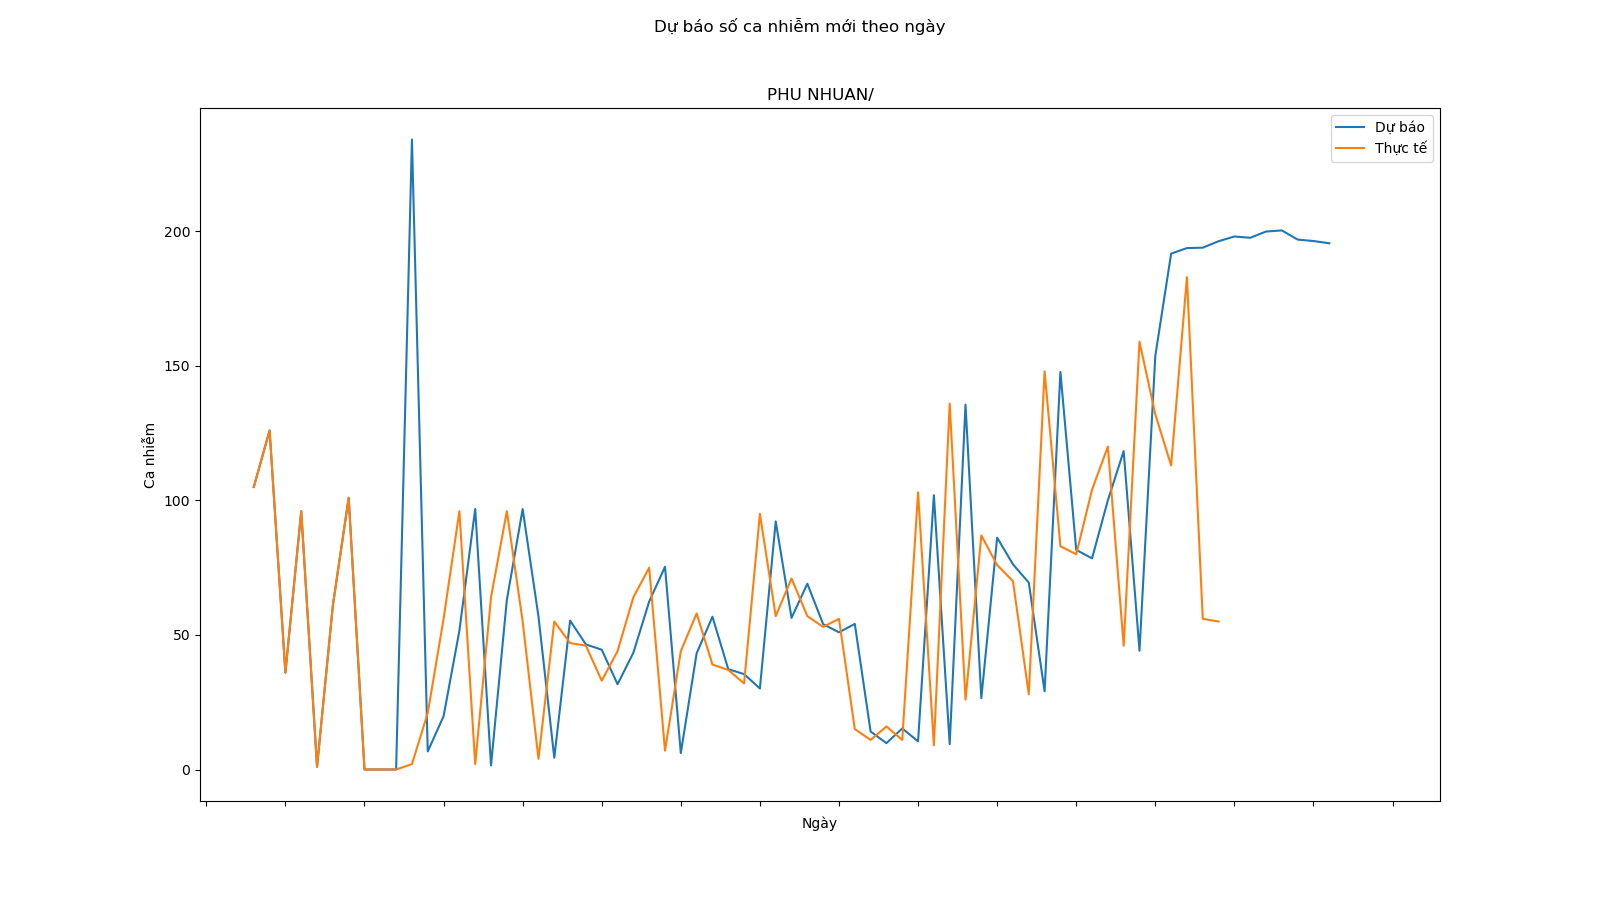 Dự báo số ca nhiễm mới theo ngày
PHU NHUAN/
Dự báo
Thực tế
200
150
100
50
0
Ca nhiễm
Ngày